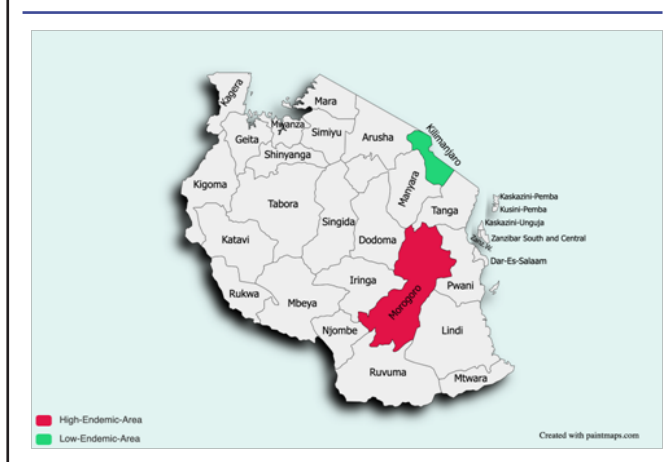 Kagera
Mara
Mwanza
Geita
Simiyu
Arusha
Kilimanjaro
Shinyanga
Kigoma
Manyara
Tabora
Tanga
Kaskazini-Pemba
Kusini-Pemba
Kaskazini-Unguja
Singida
Zanz.W.
Zanzibar South and Central
Katavi
Dodoma
Dar-Es-Salaam
Iringa
Pwani
Rukwa
Mbeya
Morogoro
Njombe
Lindi
Ruvuma
Mtwara
High-Endemic-Area
Low-Endemic-Area
Created with paintmaps.com